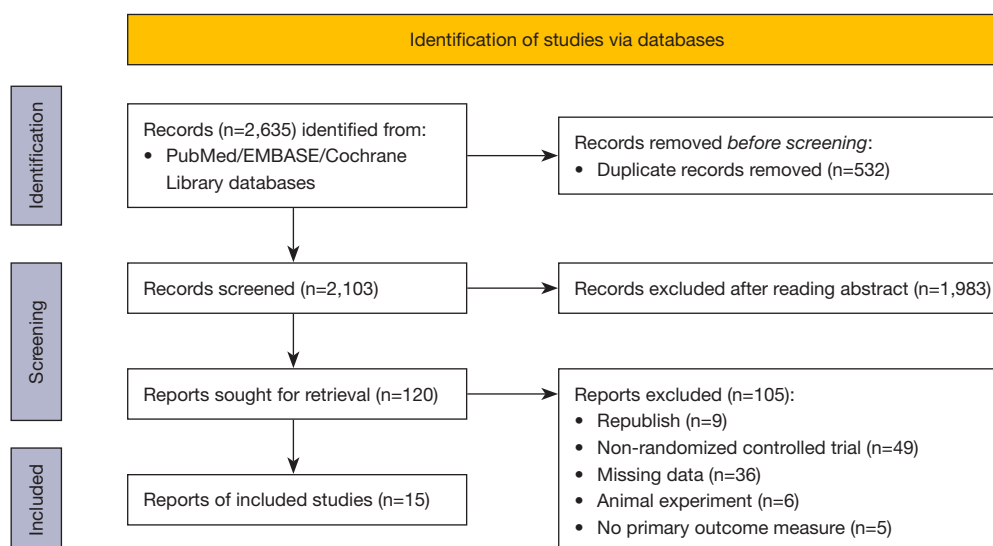 Identification of studies via databases
Identification
Records (n=2,635) identified from:
• PubMed/EMBASE/Cochrane
Library databases
Records removed before screening:
• Duplicate records removed (n=532)
Screening
Records screened (n=2,103)
Records excluded after reading abstract (n=1,983)
Reports sought for retrieval (n=120)
Reports excluded (n=105):
• Republish (n=9)
• Non-randomized controlled trial (n=49)
• Missing data (n=36)
• Animal experiment (n=6)
• No primary outcome measure (n=5)
Included
Reports of included studies (n=15)